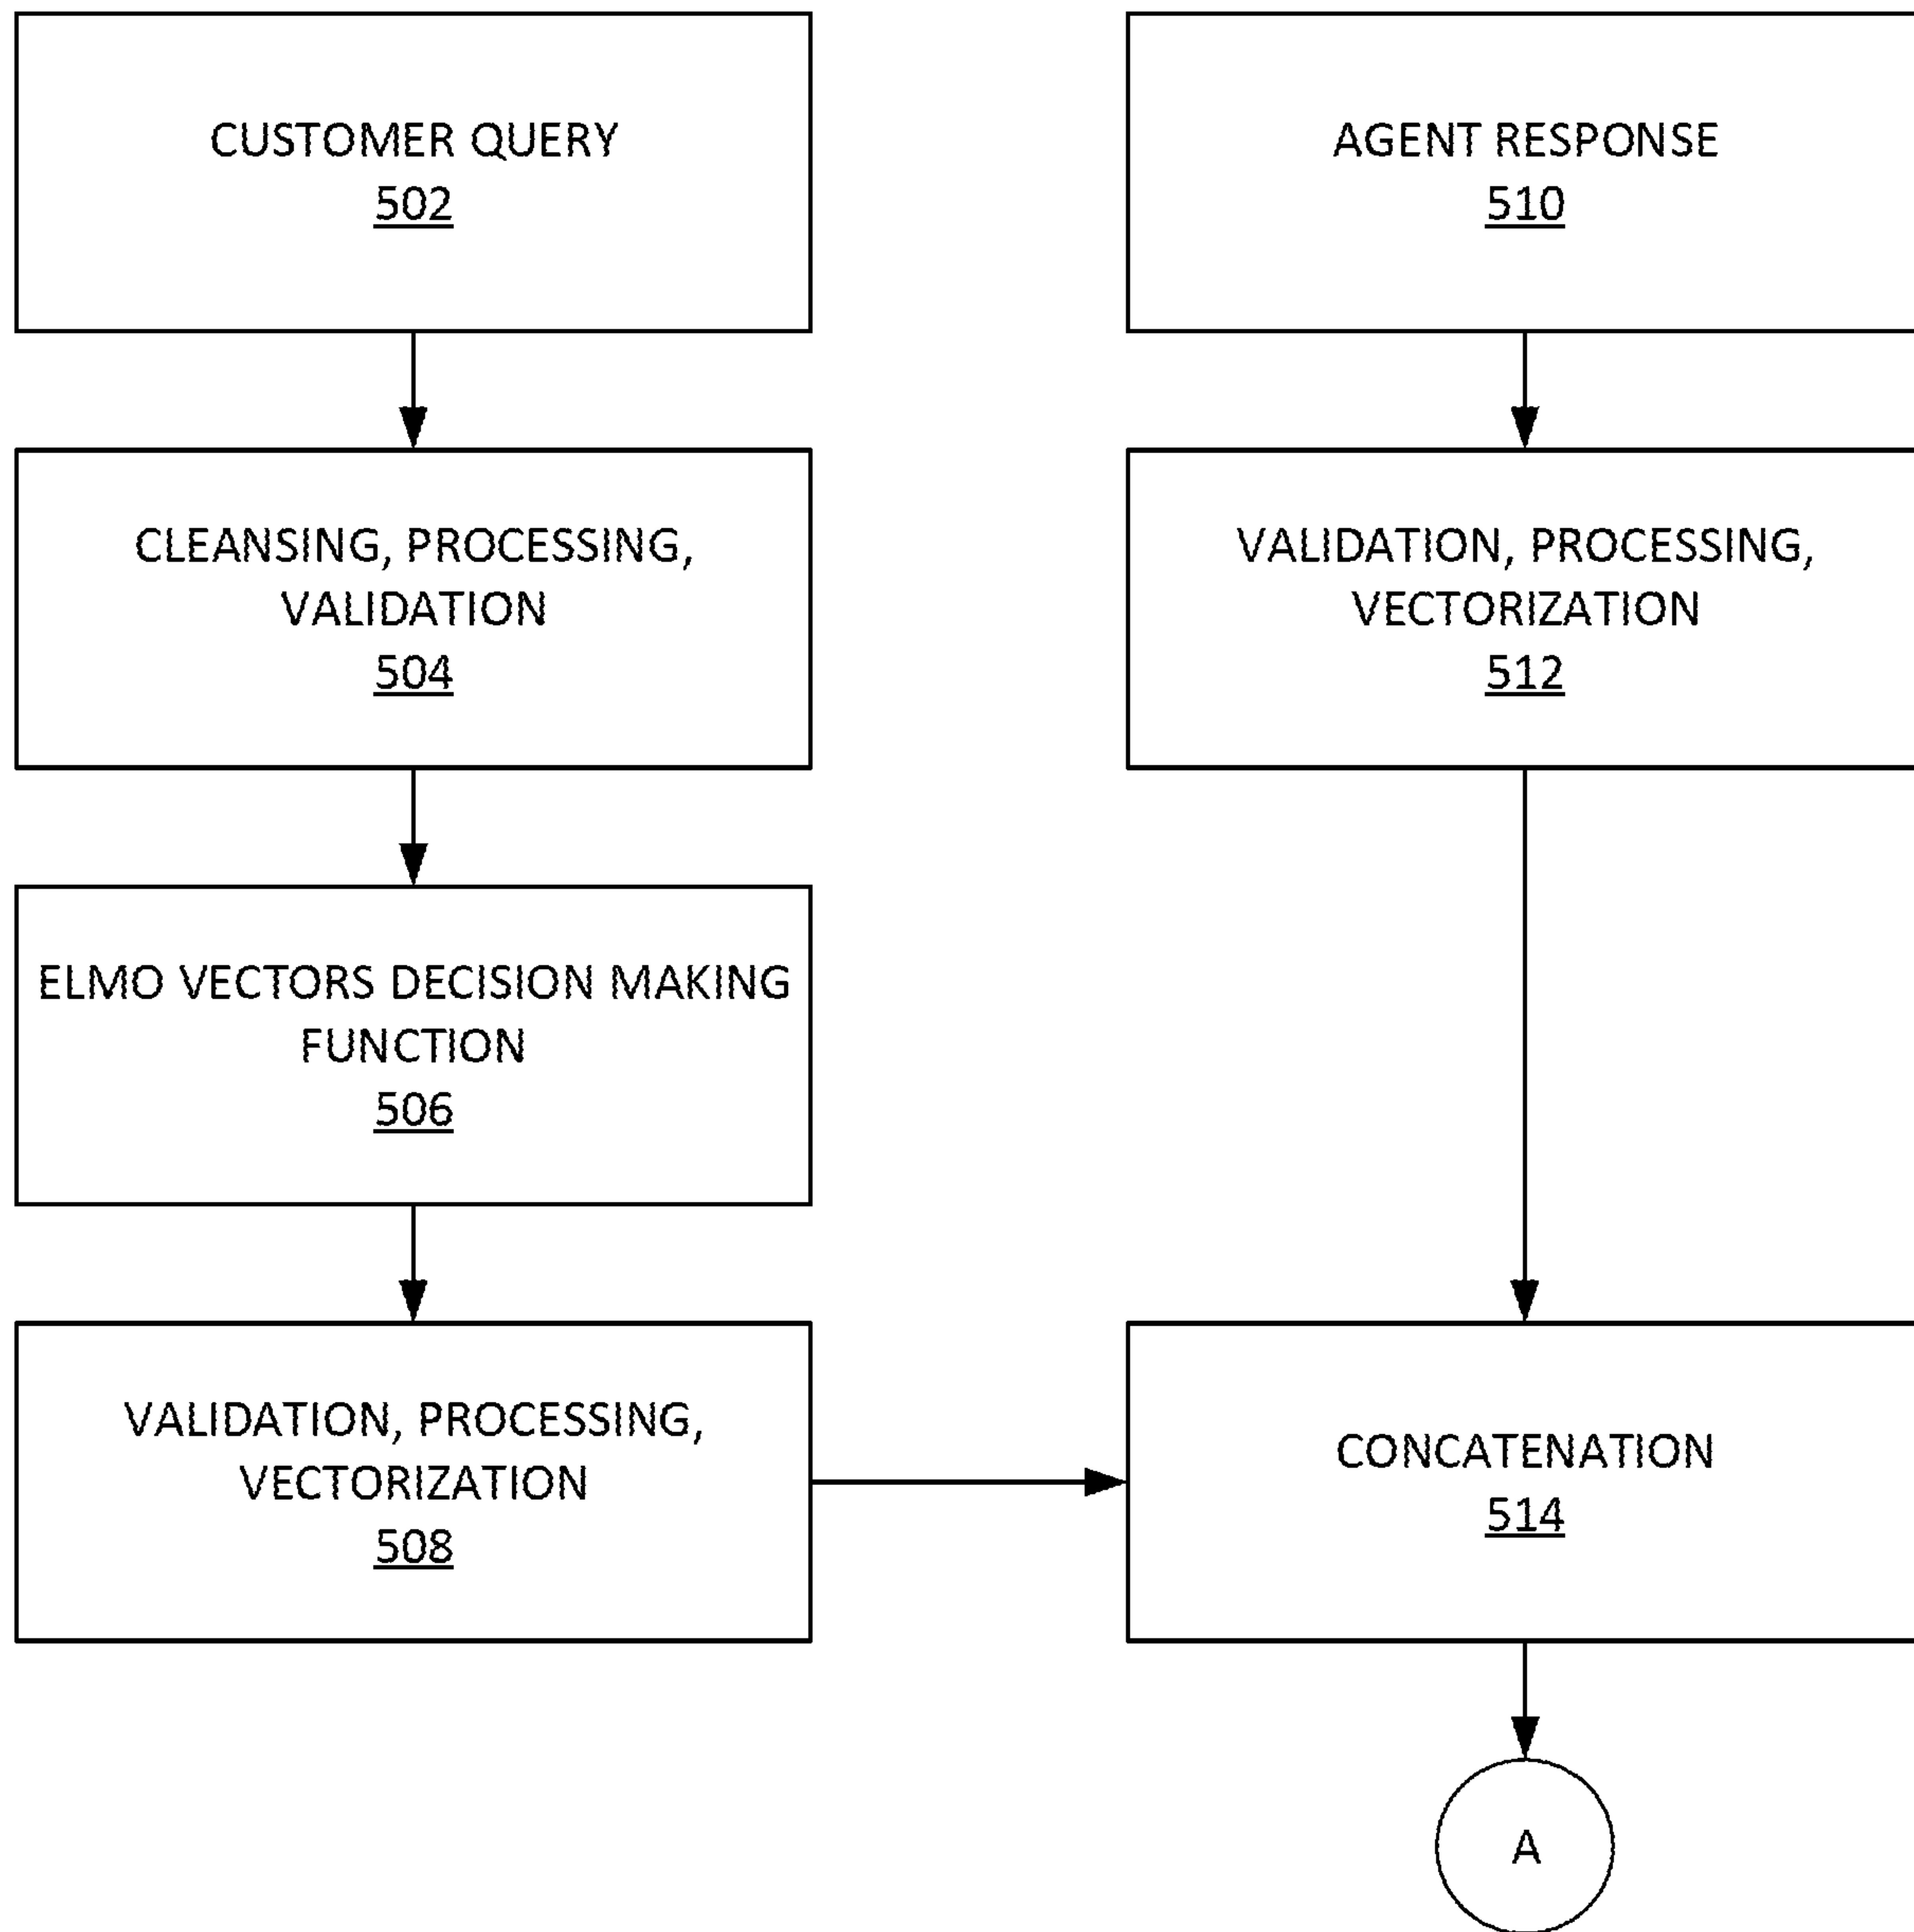 CUSTOMER QUERY
502
CLEANSING, PROCESSING,
VALIDATION
504
ELMO VECTORS DECISION MAKING
FUNCTION
506
VALIDATION, PROCESSING,
VECTORIZATION
508
AGENT RESPONSE
510
VALIDATION, PROCESSING,
VECTORIZATION
512
CONCATENATION
514
A